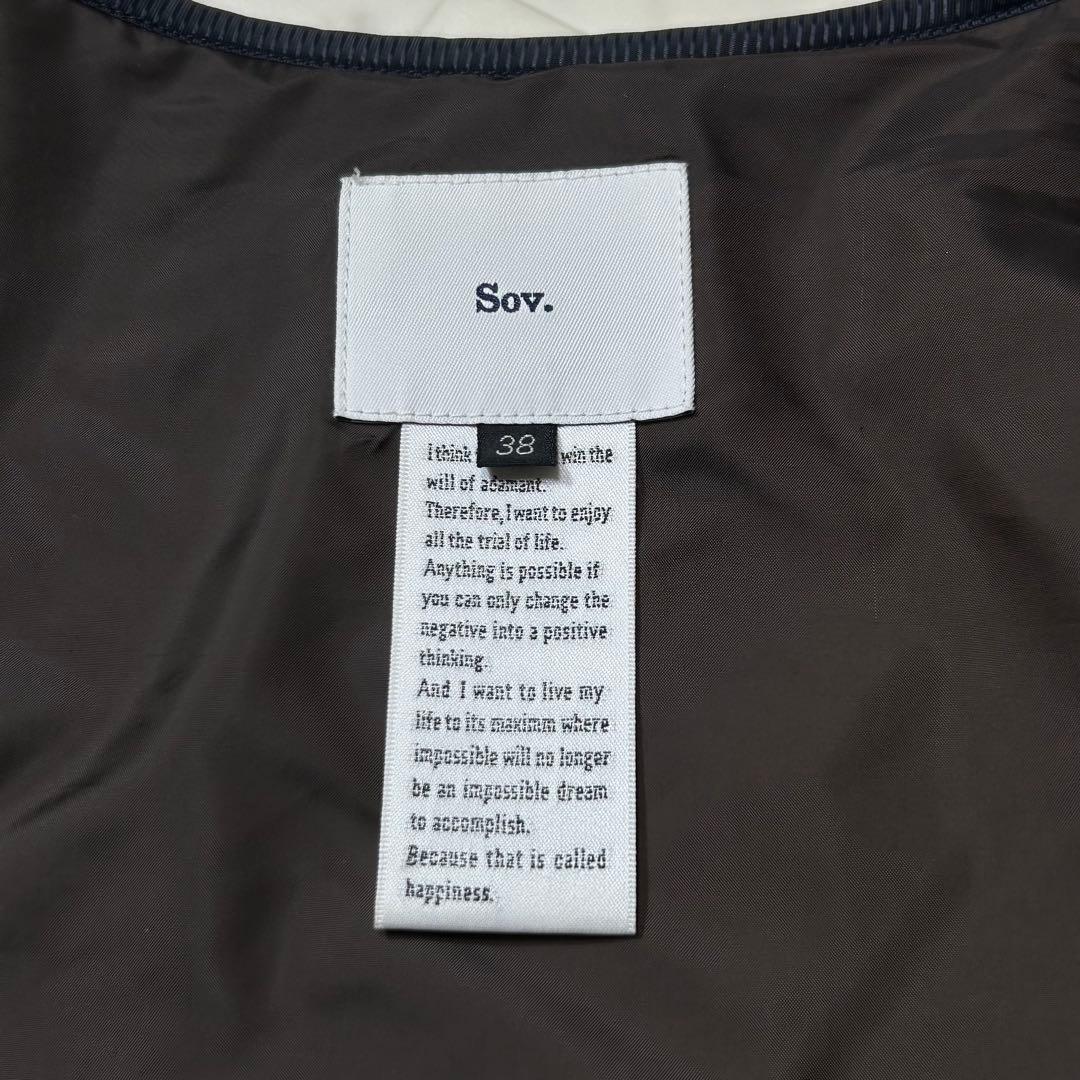 Sov.
38
I think win the
will of adamant.
Therefore, I want to enjoy
all the trial of life.
Anything is possible if
you can only change the
negative into a positive
thinking.
And I want to live my
life to its maximm where
impossible will no longer
be an impossible dream
to accomplish.
Because that is called
happiness.